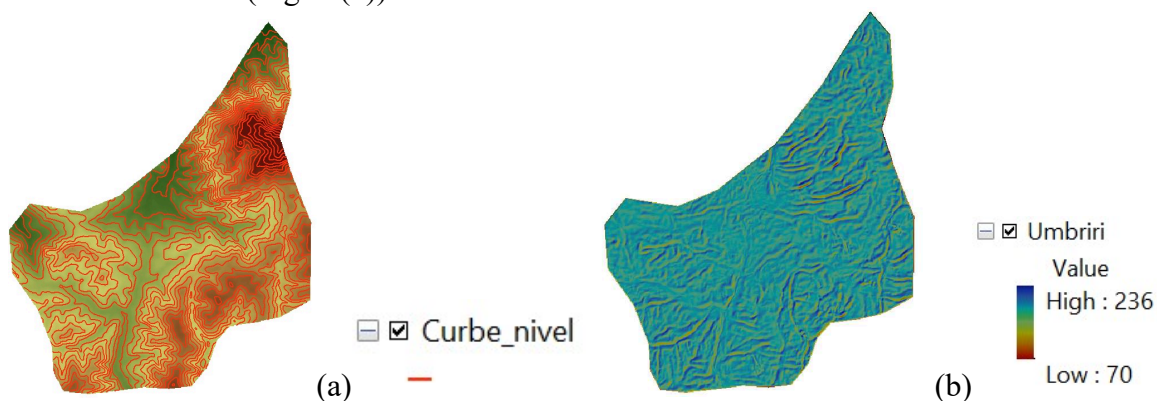 Curbe_nivel
(a)
Umbriri
Value
High : 236
Low : 70
(b)